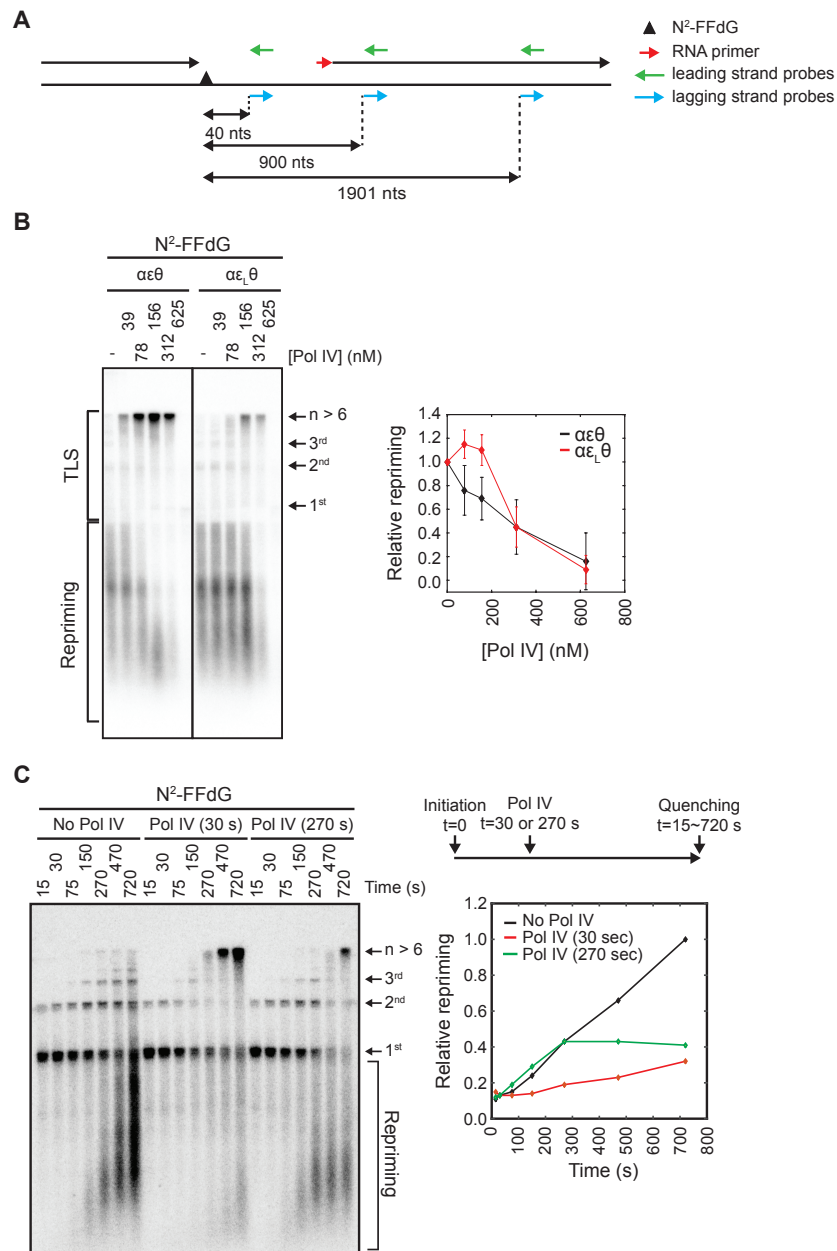 A
N²-FFdG
RNA primer
leading strand probes
lagging strand probes
40 nts
900 nts
1901 nts
B
N²-FFdG
αεθ
αεLθ
- 39 78 156 312 625
- 39 78 156 312 625
[Pol IV] (nM)
TLS
Repriming
n > 6
3rd
2nd
1st
Relative repriming
1.4
1.2
1.0
0.8
0.6
0.4
0.2
0.0
αεθ
αεLθ
0 200 400 600 800
[Pol IV] (nM)
C
N²-FFdG
No Pol IV Pol IV (30 s) Pol IV (270 s)
15 30 75 150 270 470 720
15 30 75 150 270 470 720
15 30 75 150 270 470 720
Time (s)
n > 6
3rd
2nd
1st
Repriming
Initiation
t=0
Pol IV
t=30 or 270 s
Quenching
t=15~720 s
Relative repriming
1.2
1.0
0.8
0.6
0.4
0.2
0.0
No Pol IV
Pol IV (30 sec)
Pol IV (270 sec)
0 100 200 300 400 500 600 700 800
Time (s)